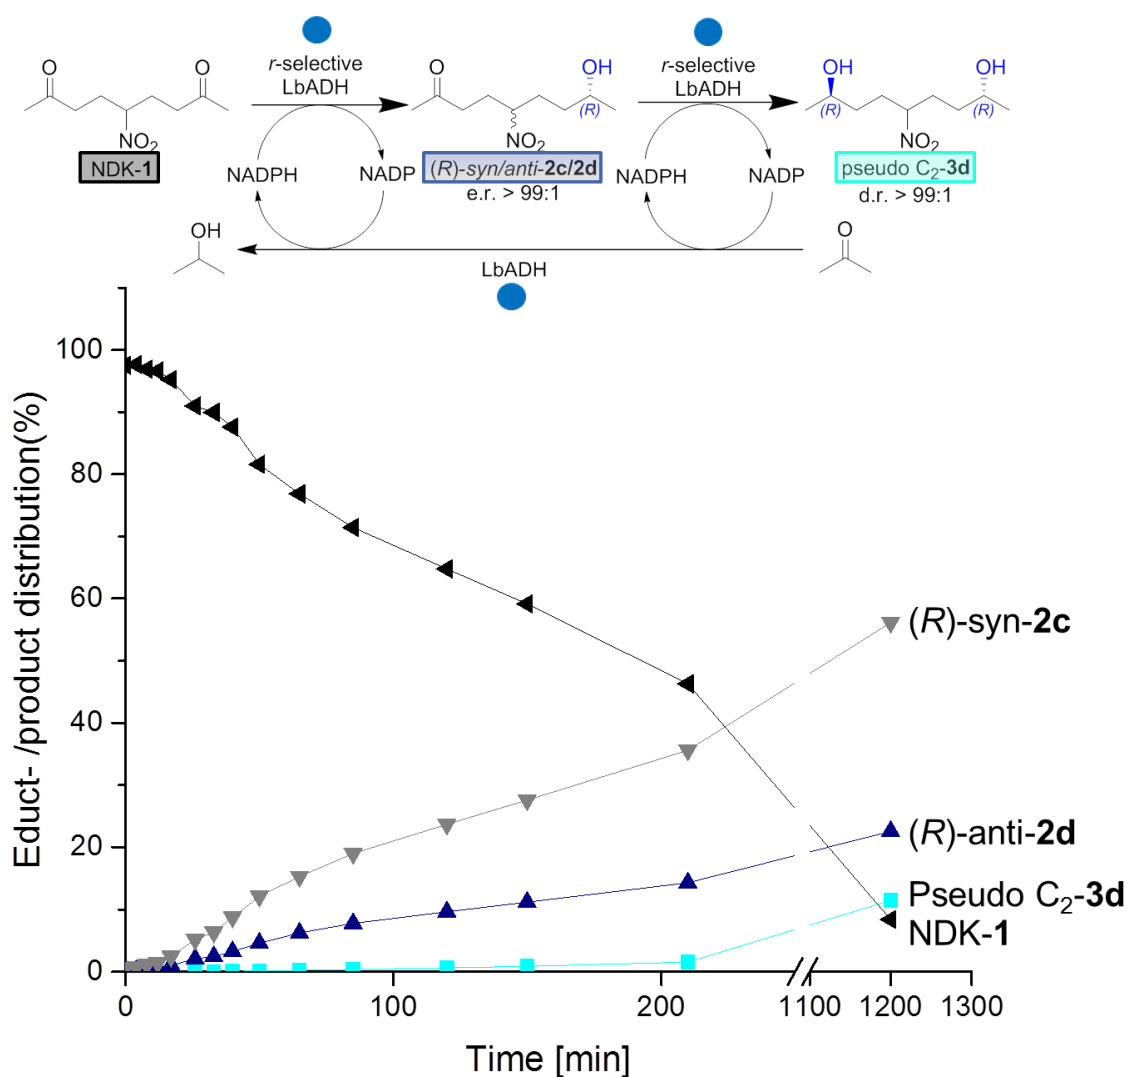 r-selective
LbADH
r-selective
LbADH
O
O
NO2
NDK-1
O
OH
(R)
NO2
(R)-syn/anti-2c/2d
e.r. > 99:1
OH
(R)
OH
(R)
NO2
pseudo C2-3d
d.r. > 99:1
NADPH
NADP
NADPH
NADP
OH
O
LbADH
Educt- /product distribution(%)
100
80
60
40
20
0
(R)-syn-2c
(R)-anti-2d
Pseudo C2-3d
NDK-1
0
100
200
1100
1200
1300
Time [min]